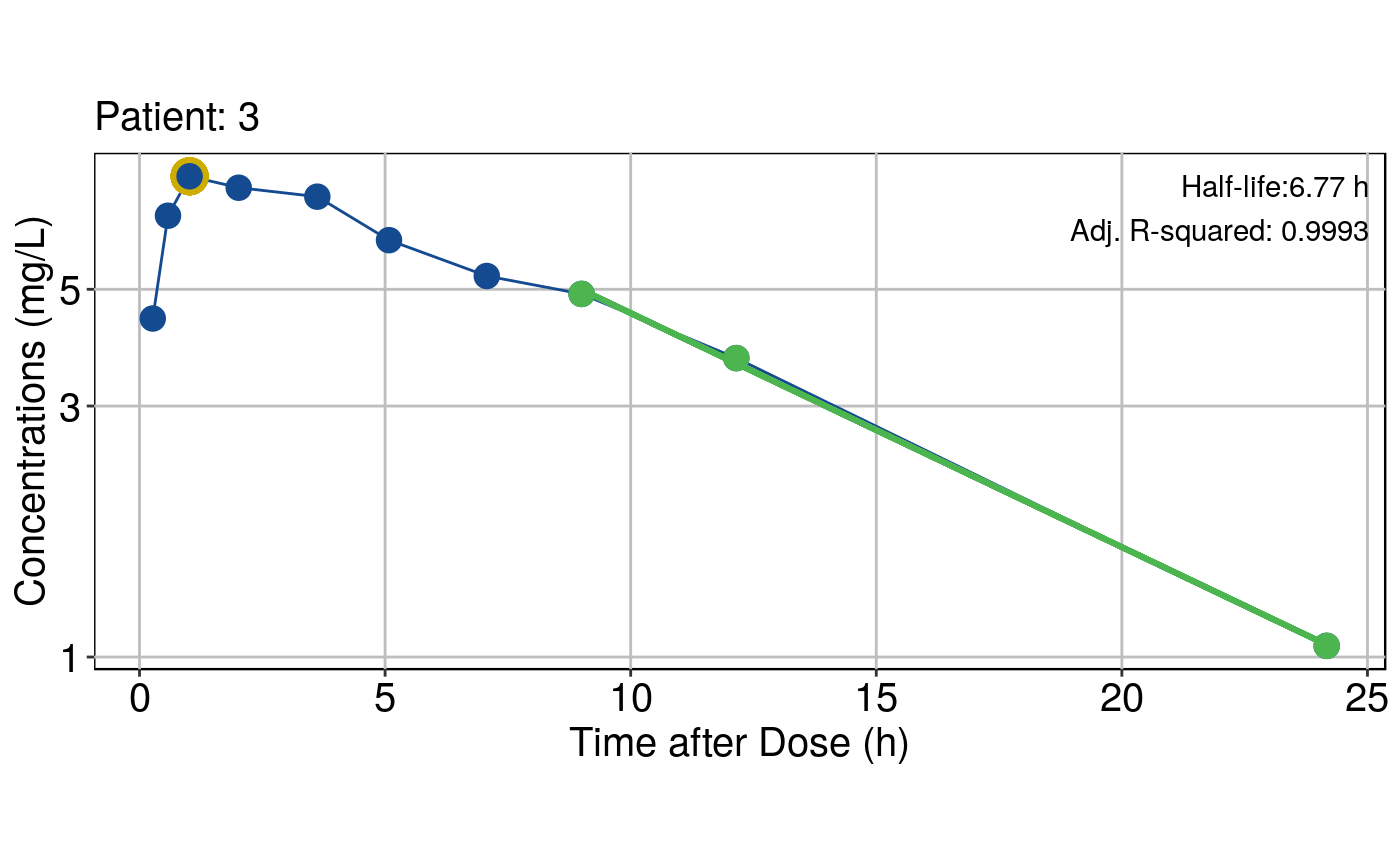 Patient: 3
Half-life:6.77 h
Adj. R-squared: 0.9993
Concentrations (mg/L)
5
3
1
0 5 10 15 20 25
Time after Dose (h)